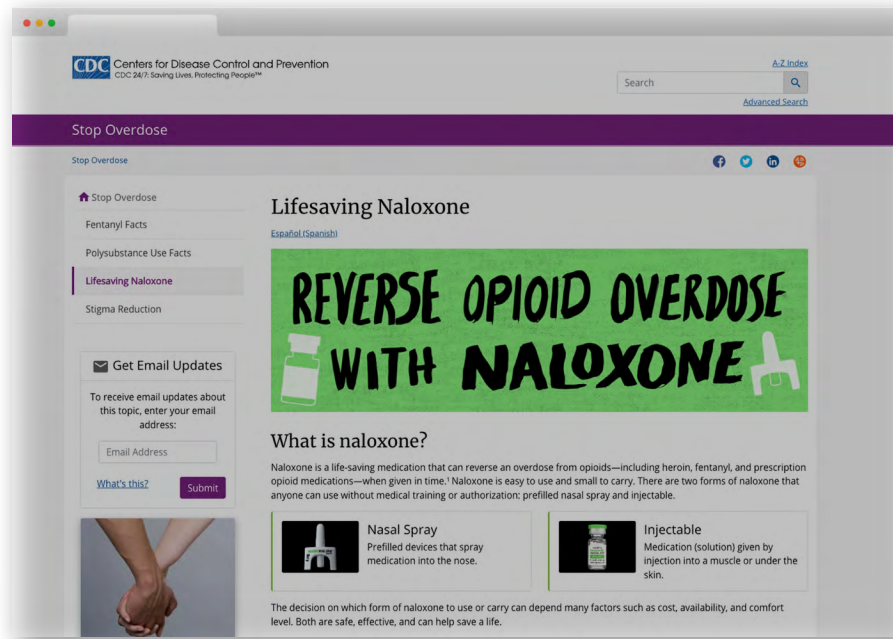 CDC Centers for Disease Control and Prevention
CDC 24/7: Saving Lives, Protecting People™
A-Z Index
Search
Advanced Search
Stop Overdose
Stop Overdose
Stop Overdose
Fentanyl Facts
Polysubstance Use Facts
Lifesaving Naloxone
Stigma Reduction
Get Email Updates
To receive email updates about
this topic, enter your email
address:
Email Address
What's this?
Submit
Lifesaving Naloxone
Español (Spanish)
REVERSE OPIOID OVERDOSE
WITH NALOXONE
What is naloxone?
Naloxone is a life-saving medication that can reverse an overdose from opioids—including heroin, fentanyl, and prescription
opioid medications—when given in time.¹ Naloxone is easy to use and small to carry. There are two forms of naloxone that
anyone can use without medical training or authorization: prefilled nasal spray and injectable.
Nasal Spray
Prefilled devices that spray
medication into the nose.
Injectable
Medication (solution) given by
injection into a muscle or under the
skin.
The decision on which form of naloxone to use or carry can depend many factors such as cost, availability, and comfort
level. Both are safe, effective, and can help save a life.